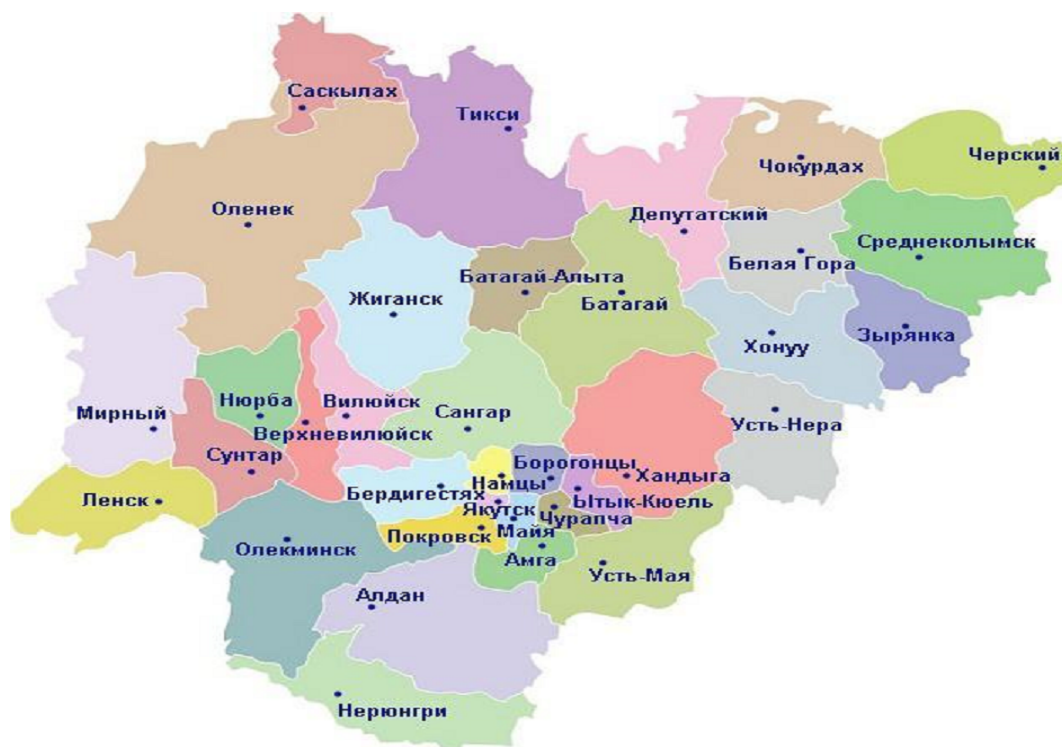 Саскылах
Тикси
Черский
Чокурдах
Оленек
Депутатский
Среднеколымск
Белая Гора
Батагай-Алыта
Жиганск
Батагай
Зырянка
Хонуу
Нюрба
Вилюйск
Мирный
Сангар
Усть-Нера
Верхневилюйск
Сунтар
Борогонцы
Хандыга
Намцы
Бердигестях
Ленск
Ытык-Кюель
Якутск
Чурапча
Майя
Покровск
Олекминск
Амга
Усть-Мая
Алдан
Нерюнгри